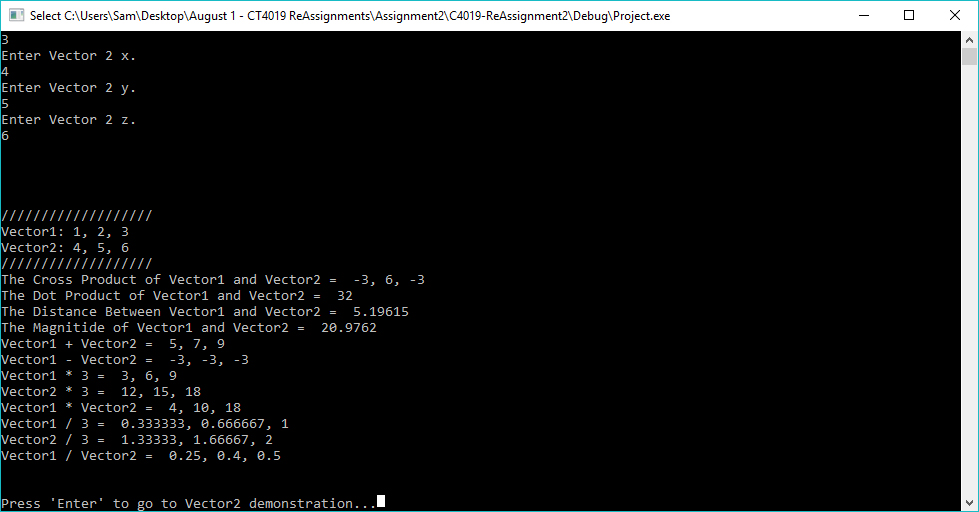 Select C:\Users\Sam\Desktop\August 1 - CT4019 ReAssignments\Assignment2\C4019-ReAssignment2\Debug\Project.exe
3
Enter Vector 2 x.
4
Enter Vector 2 y.
5
Enter Vector 2 z.
6
///////////////////
Vector1: 1, 2, 3
Vector2: 4, 5, 6
///////////////////
The Cross Product of Vector1 and Vector2 =  -3, 6, -3
The Dot Product of Vector1 and Vector2 =  32
The Distance Between Vector1 and Vector2 =  5.19615
The Magnitide of Vector1 and Vector2 =  20.9762
Vector1 + Vector2 =  5, 7, 9
Vector1 - Vector2 =  -3, -3, -3
Vector1 * 3 =  3, 6, 9
Vector2 * 3 =  12, 15, 18
Vector1 * Vector2 =  4, 10, 18
Vector1 / 3 =  0.333333, 0.666667, 1
Vector2 / 3 =  1.33333, 1.66667, 2
Vector1 / Vector2 =  0.25, 0.4, 0.5
Press 'Enter' to go to Vector2 demonstration...